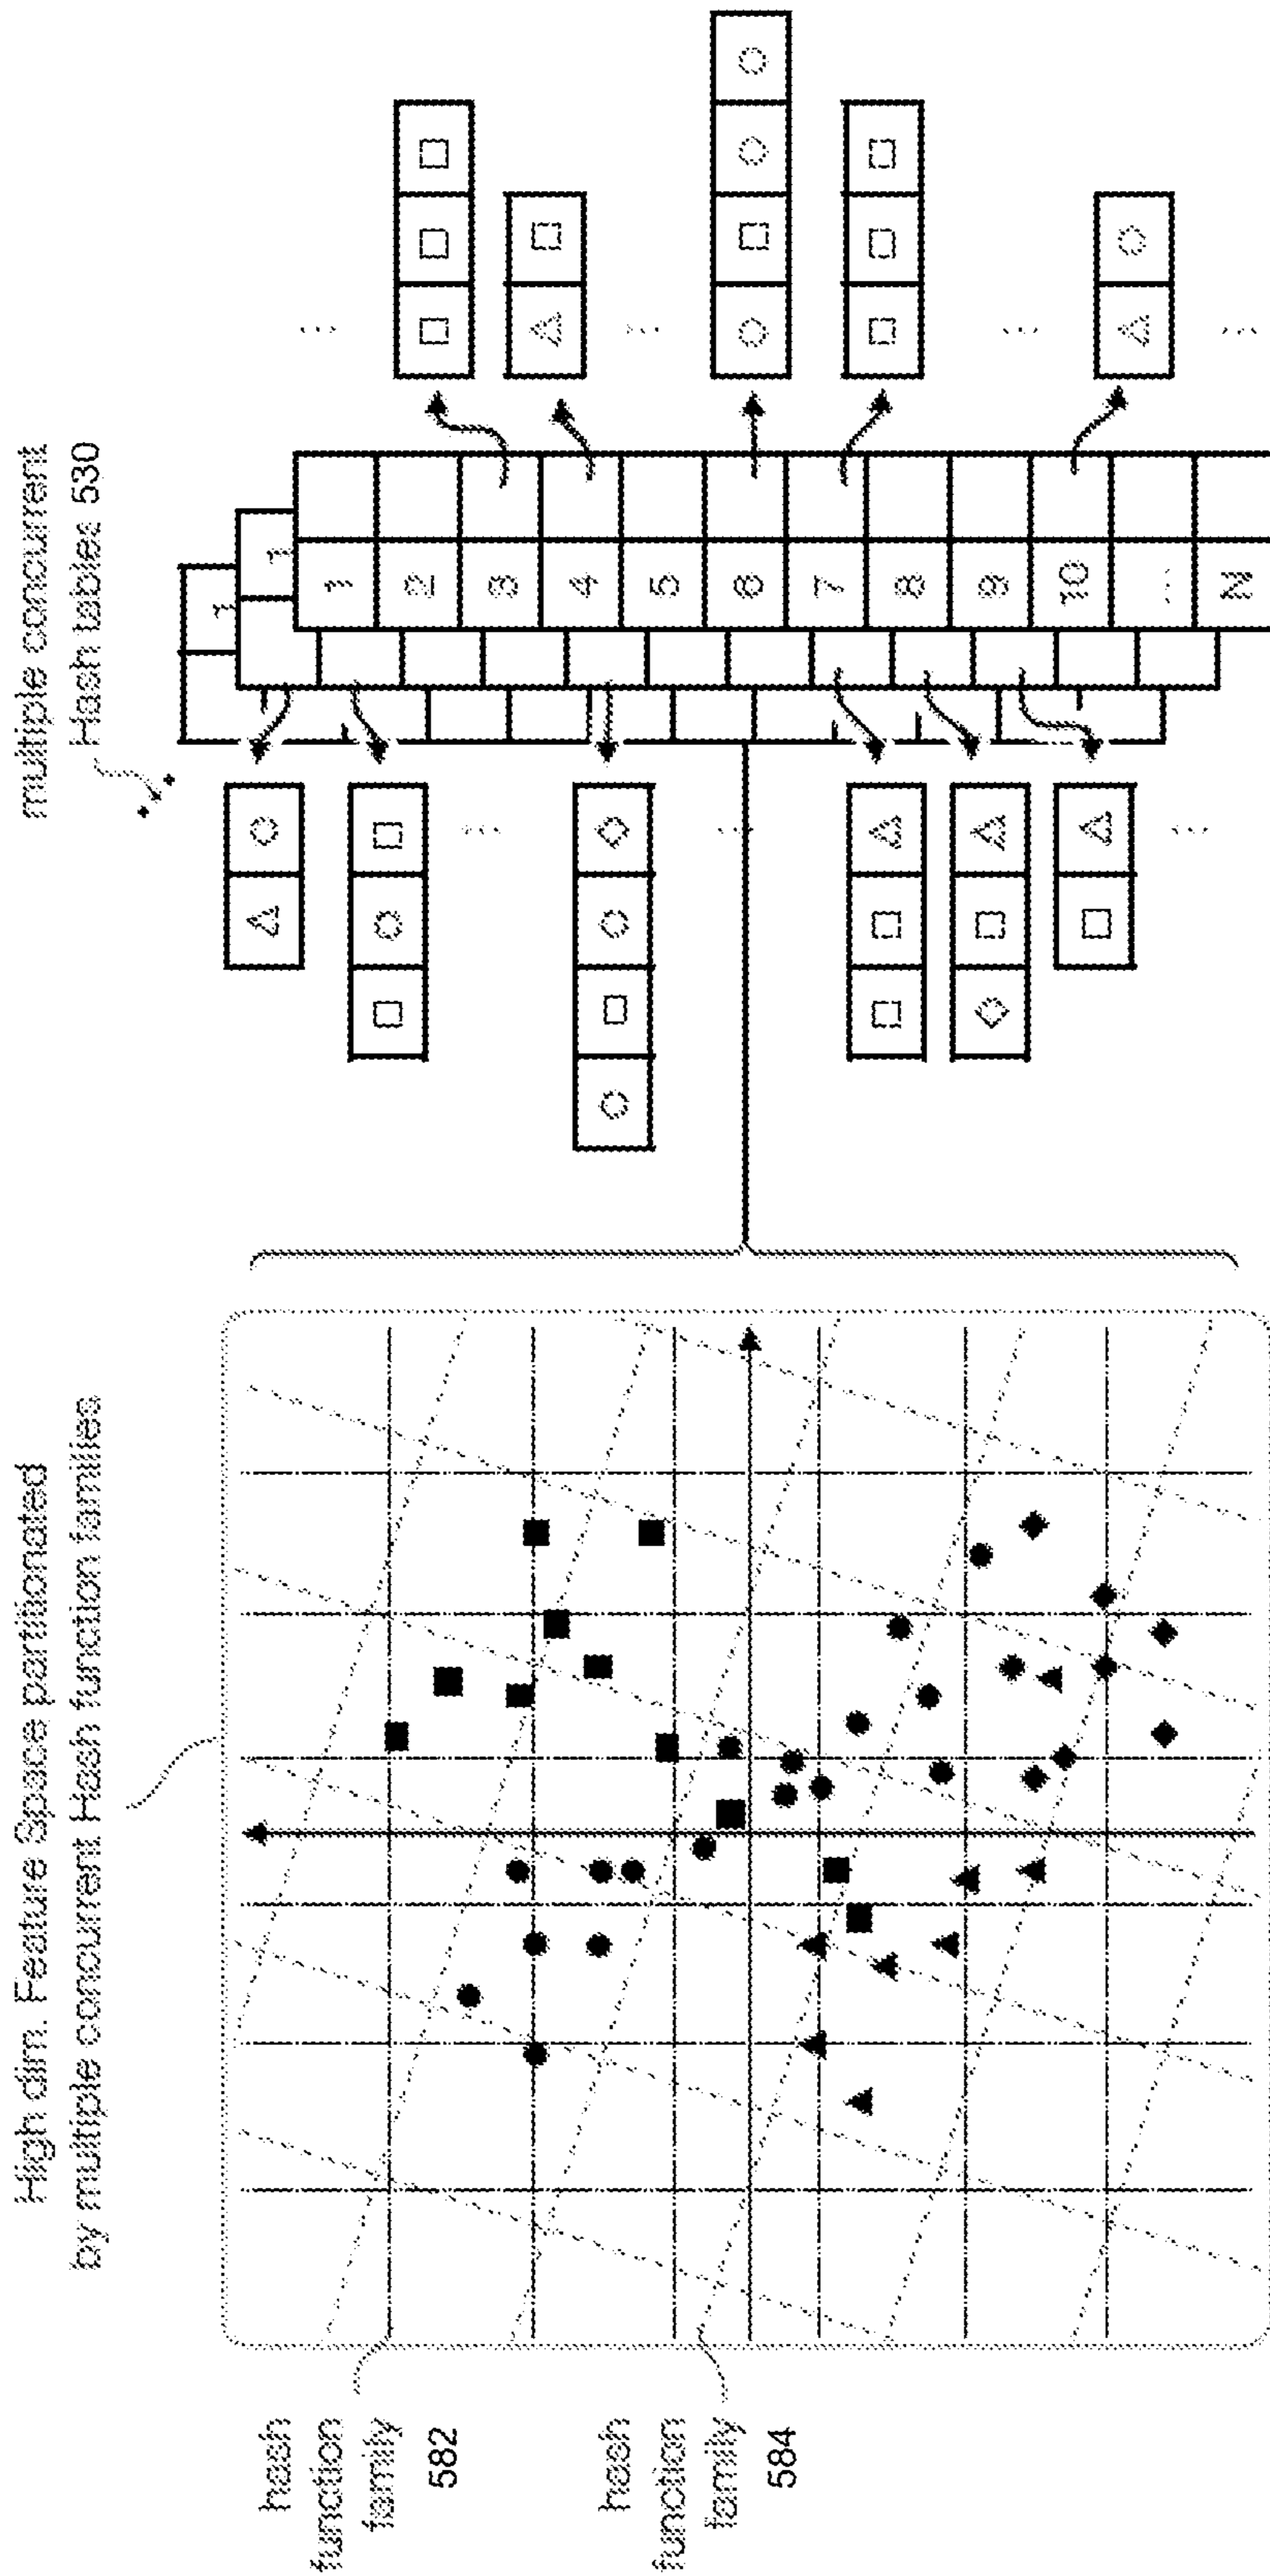 High dim. Feature Space partitionated
by multiple concurrent Hash function families
hash
function
family
582
hash
function
family
584
multiple concurrent
Hash tables 530
1
1
1
2
3
4
5
6
7
8
9
10
...
N